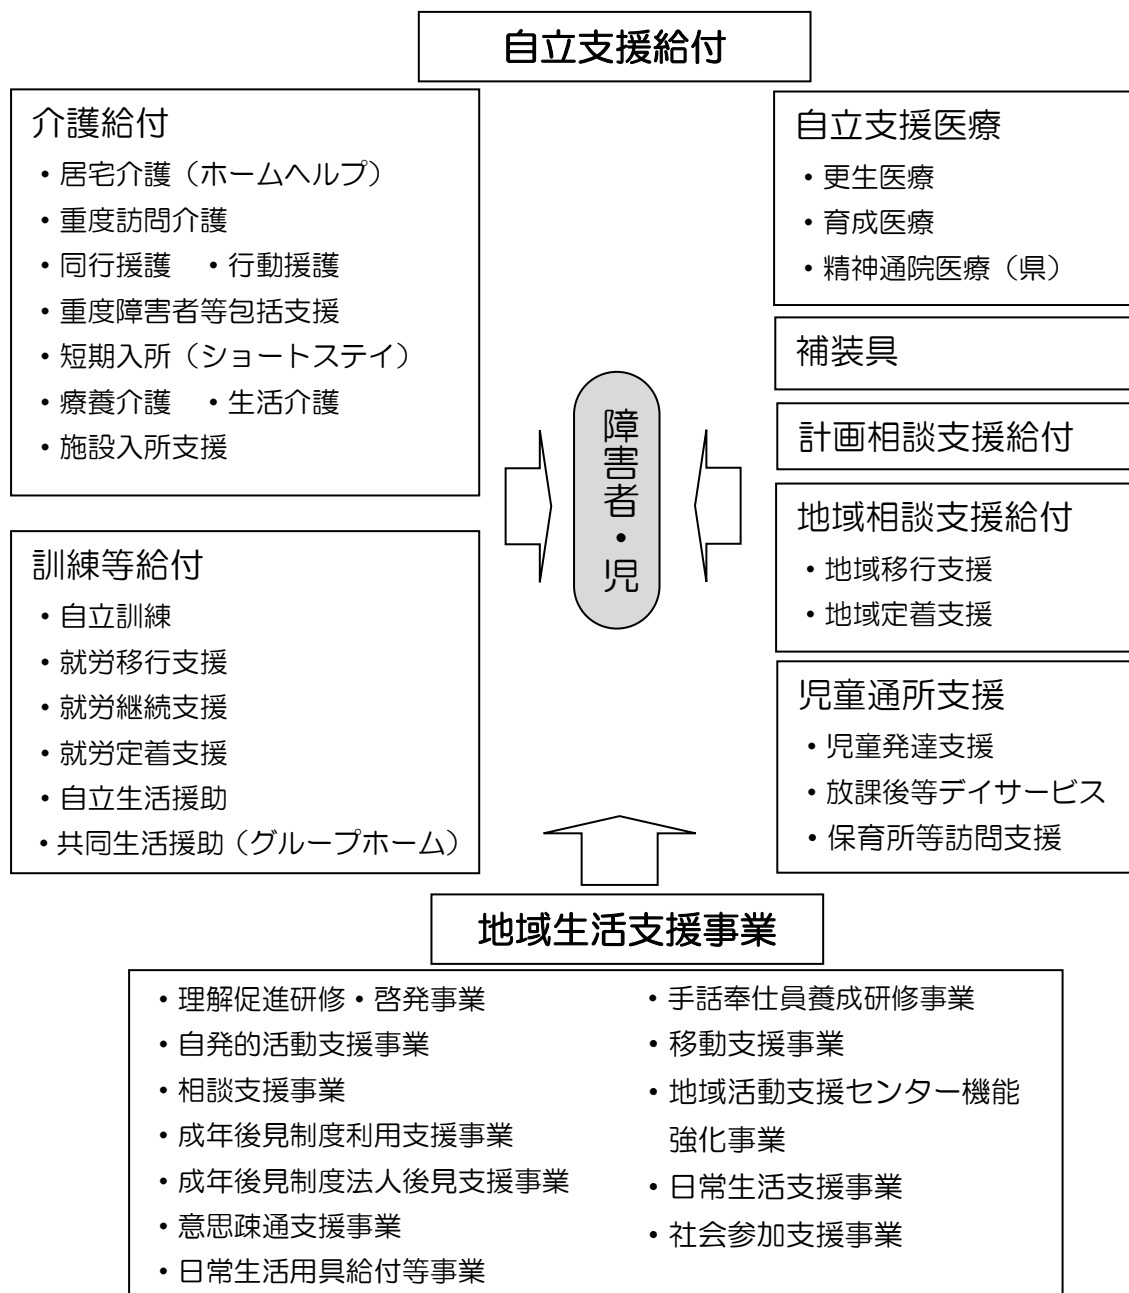 自立支援給付
介護給付
・居宅介護（ホームヘルプ）
・重度訪問介護
・同行援護　・行動援護
・重度障害者等包括支援
・短期入所（ショートステイ）
・療養介護　・生活介護
・施設入所支援
訓練等給付
・自立訓練
・就労移行支援
・就労継続支援
・就労定着支援
・自立生活援助
・共同生活援助（グループホーム）
障害者・児
自立支援医療
・更生医療
・育成医療
・精神通院医療（県）
補装具
計画相談支援給付
地域相談支援給付
・地域移行支援
・地域定着支援
児童通所支援
・児童発達支援
・放課後等デイサービス
・保育所等訪問支援
地域生活支援事業
・理解促進研修・啓発事業
・自発的活動支援事業
・相談支援事業
・成年後見制度利用支援事業
・成年後見制度法人後見支援事業
・意思疎通支援事業
・日常生活用具給付等事業
・手話奉仕員養成研修事業
・移動支援事業
・地域活動支援センター機能
強化事業
・日常生活支援事業
・社会参加支援事業